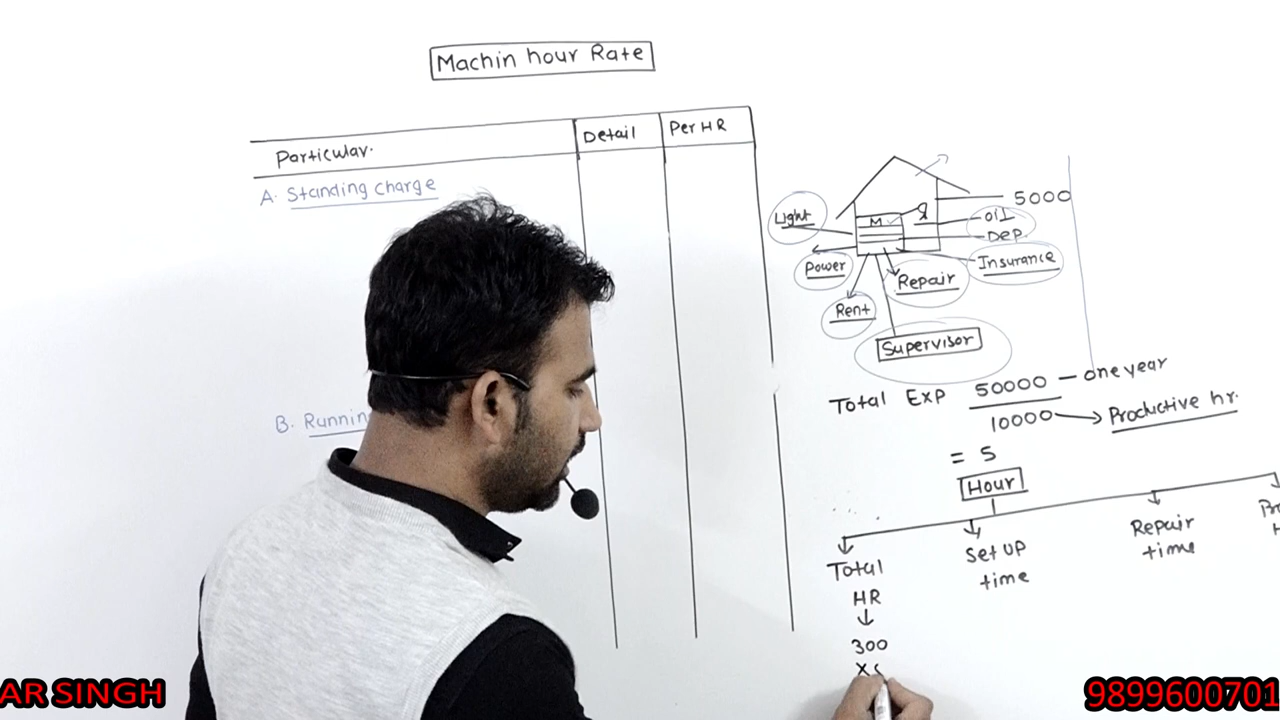 Machin hour Rate
Particular.
Detail
Per HR
A. Standing charge
B. Runnin
Light
Power
Rent
Repair
Supervisor
M
5000
oil
Dep.
Insurance
Total Exp 50000 — one year
10000 → Productive hr.
= 5
Hour
Total
HR
300
Set UP
time
Repair
time
AR SINGH
9899600701